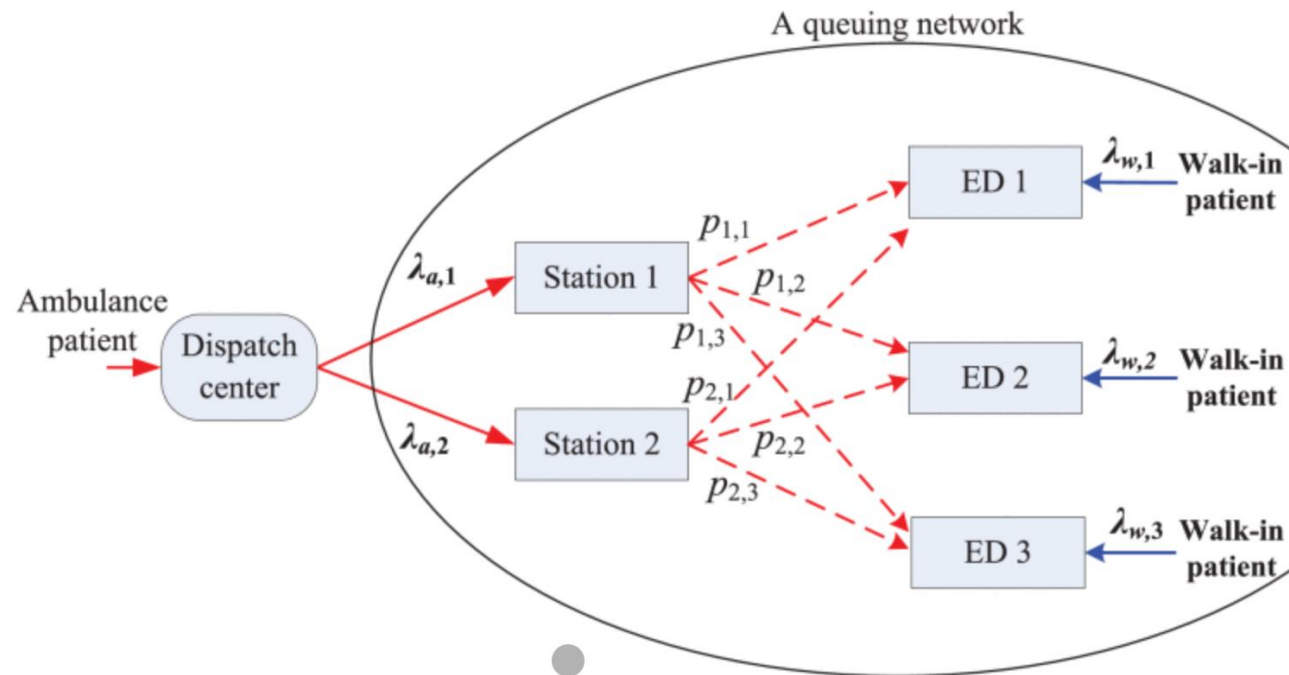 A queuing network
ED 1
λw,1
Walk-in
patient
p1,1
λa,1
Station 1
p1,2
Ambulance
patient
Dispatch
center
p1,3
ED 2
λw,2
Walk-in
patient
p2,1
λa,2
Station 2
p2,2
p2,3
ED 3
λw,3
Walk-in
patient